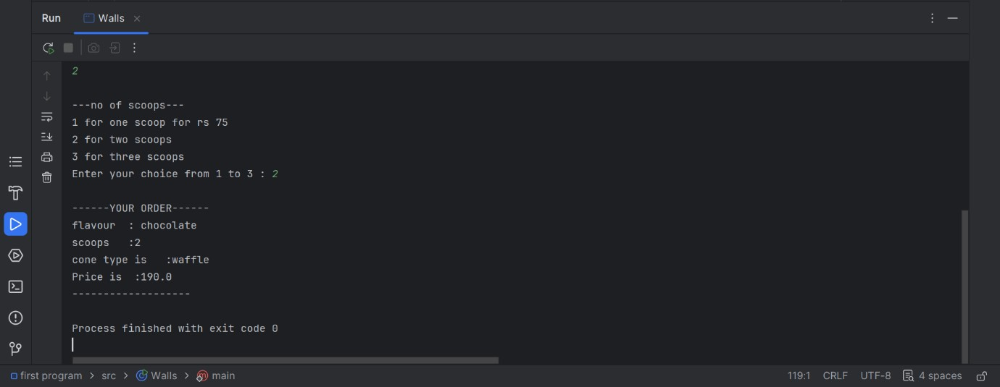 Run Walls
2
---no of scoops---
1 for one scoop for rs 75
2 for two scoops
3 for three scoops
Enter your choice from 1 to 3 : 2
------YOUR ORDER------
flavour  : chocolate
scoops   :2
cone type is   :waffle
Price is  :190.0
-------------------
Process finished with exit code 0
first program > src > Walls > main 119:1 CRLF UTF-8 4 spaces